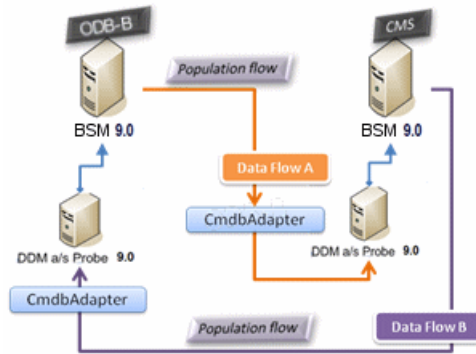 ODB-B
CMS
Population flow
BSM 9.0
BSM 9.0
Data Flow A
CmdbAdapter
DDM a/s Probe 9.0
DDM a/s Probe 9.0
CmdbAdapter
Population flow
Data Flow B